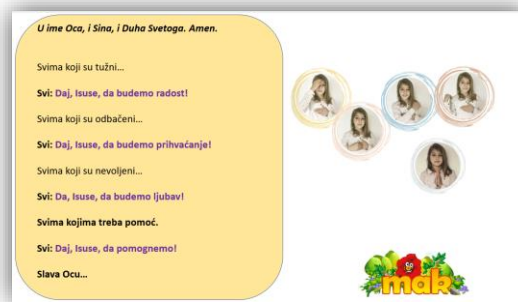 U ime Oca, i Sina, i Duha Svetoga. Amen.
Svima koji su tužni…
Svi: Daj, Isuse, da budemo radost!
Svima koji su odbačeni…
Svi: Daj, Isuse, da budemo prihvaćanje!
Svima koji su nevoljeni…
Svi: Da, Isuse, da budemo ljubav!
Svima kojima treba pomoć.
Svi: Daj, Isuse, da pomognemo!
Slava Ocu…
mak